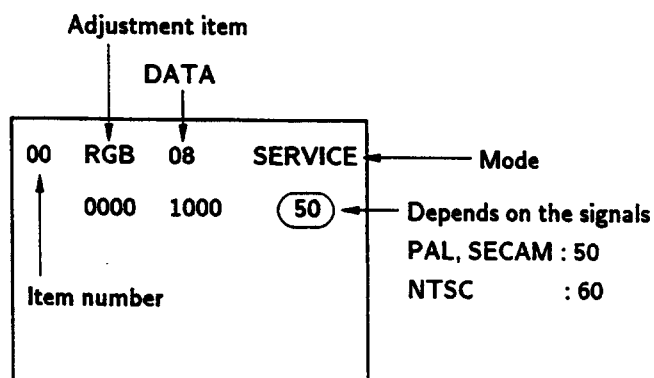 Adjustment item
DATA
00 RGB 08 SERVICE
Mode
0000 1000 50
Depends on the signals
PAL, SECAM : 50
NTSC : 60
Item number